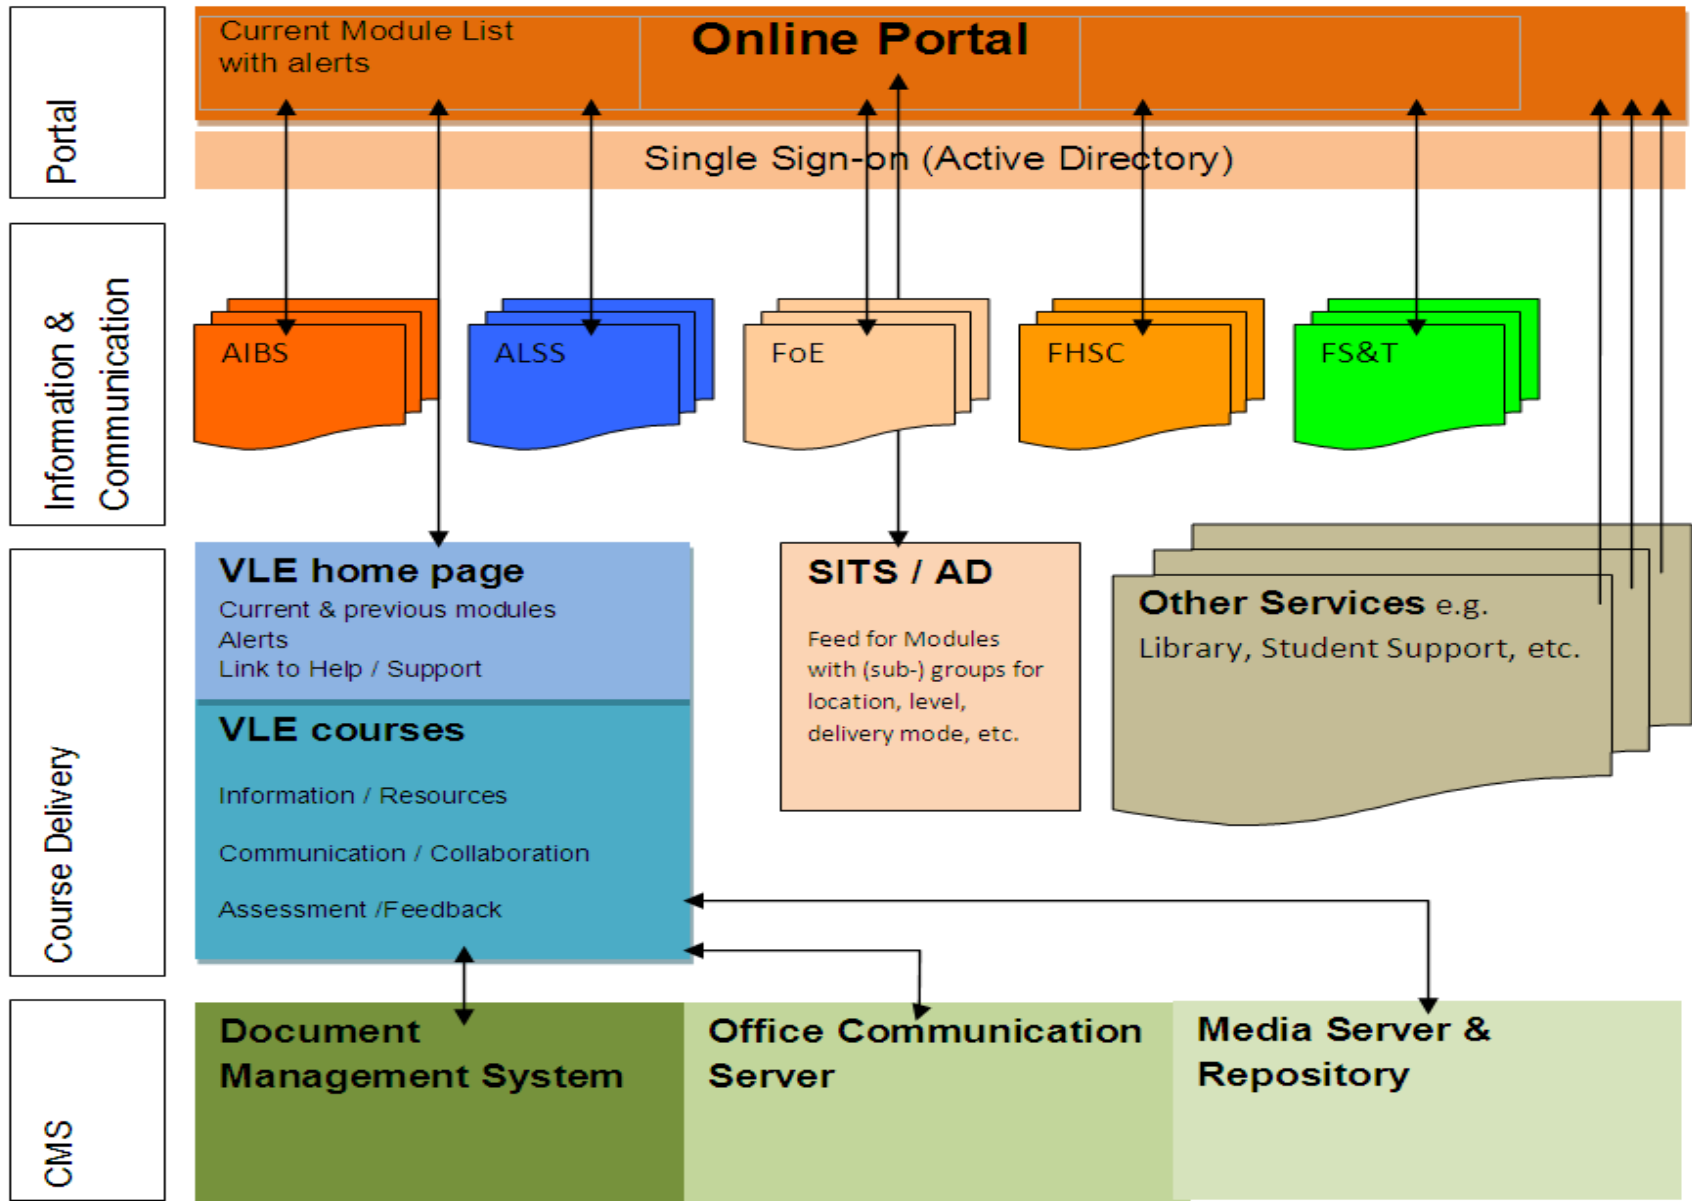 Portal
Current Module List
with alerts
Online Portal
Single Sign-on (Active Directory)
Information &
Communication
AIBS
ALSS
FoE
FHSC
FS&T
Course Delivery
VLE home page
Current & previous modules
Alerts
Link to Help / Support
VLE courses
Information / Resources
Communication / Collaboration
Assessment /Feedback
SITS / AD
Feed for Modules
with (sub-) groups for
location, level,
delivery mode, etc.
Other Services e.g.
Library, Student Support, etc.
CMS
Document
Management System
Office Communication
Server
Media Server &
Repository